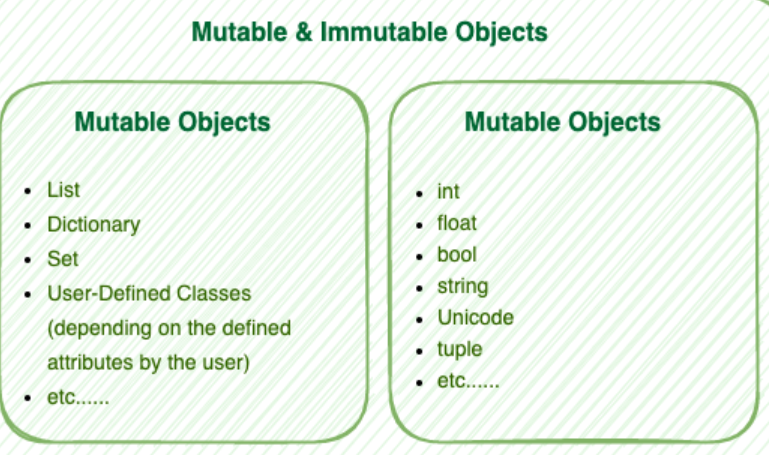 Mutable & Immutable Objects
Mutable Objects
• List
• Dictionary
• Set
• User-Defined Classes
(depending on the defined
attributes by the user)
• etc......
Mutable Objects
• int
• float
• bool
• string
• Unicode
• tuple
• etc......